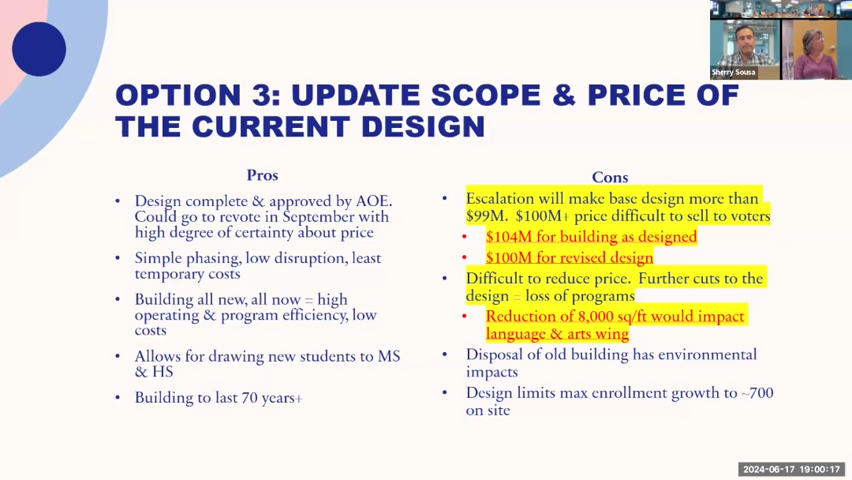 Sherry Sousa
OPTION 3: UPDATE SCOPE & PRICE OF
THE CURRENT DESIGN
Pros
• Design complete & approved by AOE.
Could go to revote in September with
high degree of certainty about price
• Simple phasing, low disruption, least
temporary costs
• Building all new, all now = high
operating & program efficiency, low
costs
• Allows for drawing new students to MS
& HS
• Building to last 70 years+
Cons
• Escalation will make base design more than
$99M. $100M+ price difficult to sell to voters
• $104M for building as designed
• $100M for revised design
• Difficult to reduce price. Further cuts to the
design = loss of programs
• Reduction of 8,000 sq/ft would impact
language & arts wing
• Disposal of old building has environmental
impacts
• Design limits max enrollment growth to ~700
on site
2024-06-17 19:00:17